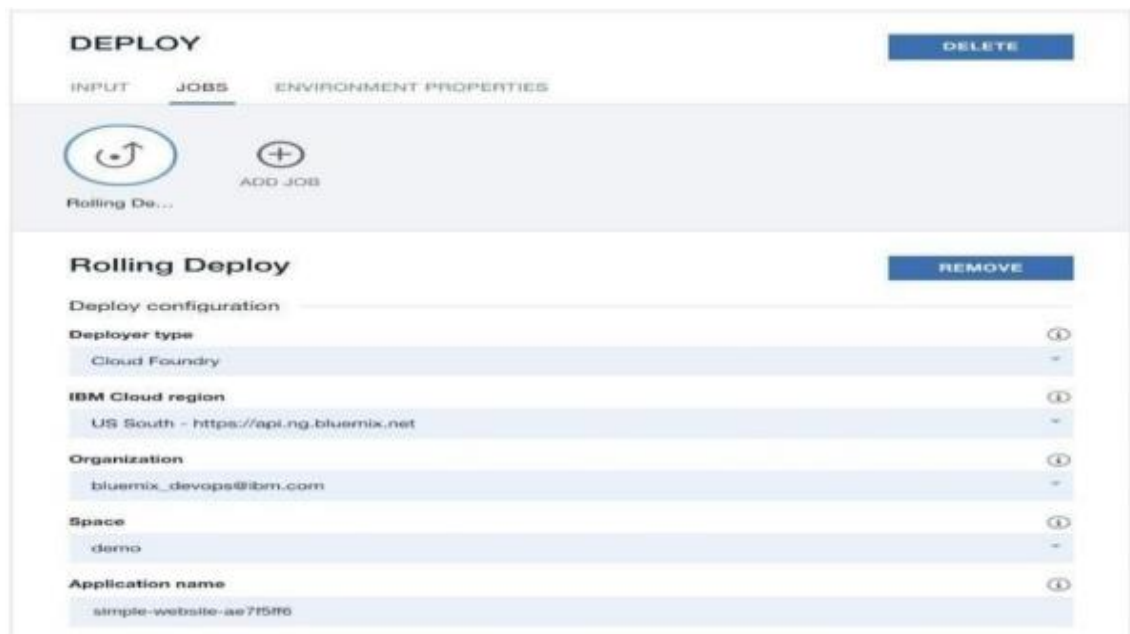 DEPLOY
DELETE
INPUT JOBS ENVIRONMENT PROPERTIES
ADD JOB
Rolling De...
Rolling Deploy
REMOVE
Deploy configuration
Deployer type
Cloud Foundry
IBM Cloud region
US South - https://api.ng.bluemix.net
Organization
bluemix_devops@ibm.com
Space
demo
Application name
simple-website-ae7f5ff6